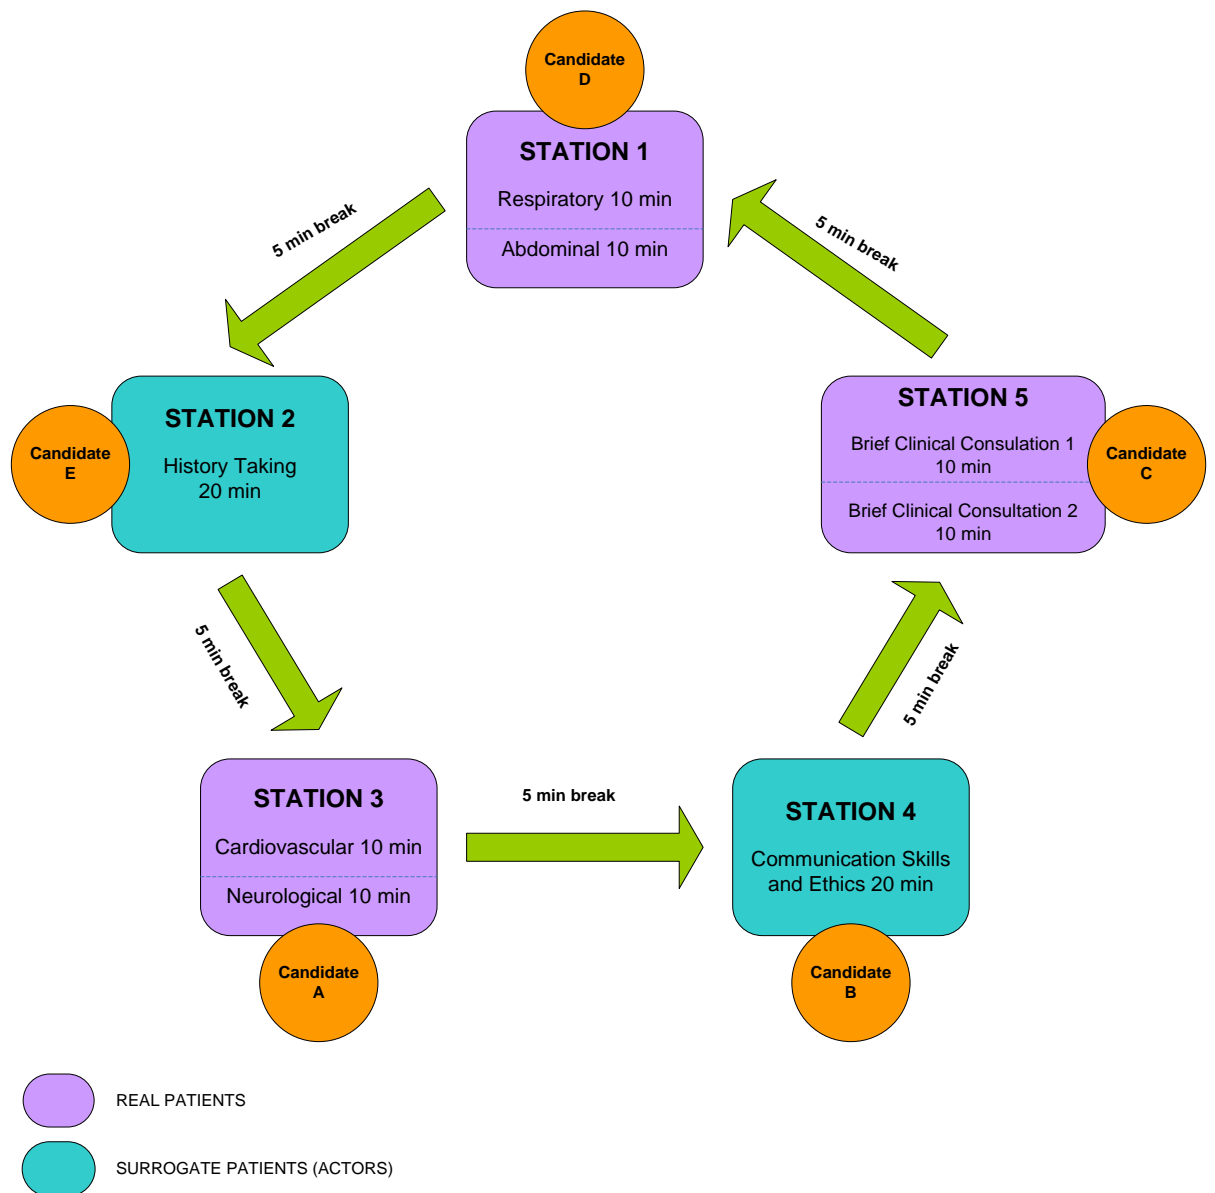 Candidate
D
STATION 1
Respiratory 10 min
Abdominal 10 min
5 min break
5 min break
STATION 2
History Taking
20 min
Candidate
E
STATION 5
Brief Clinical Consulation 1
10 min
Brief Clinical Consultation 2
10 min
Candidate
C
5 min break
5 min break
STATION 3
Cardiovascular 10 min
Neurological 10 min
5 min break
STATION 4
Communication Skills
and Ethics 20 min
Candidate
A
Candidate
B
REAL PATIENTS
SURROGATE PATIENTS (ACTORS)